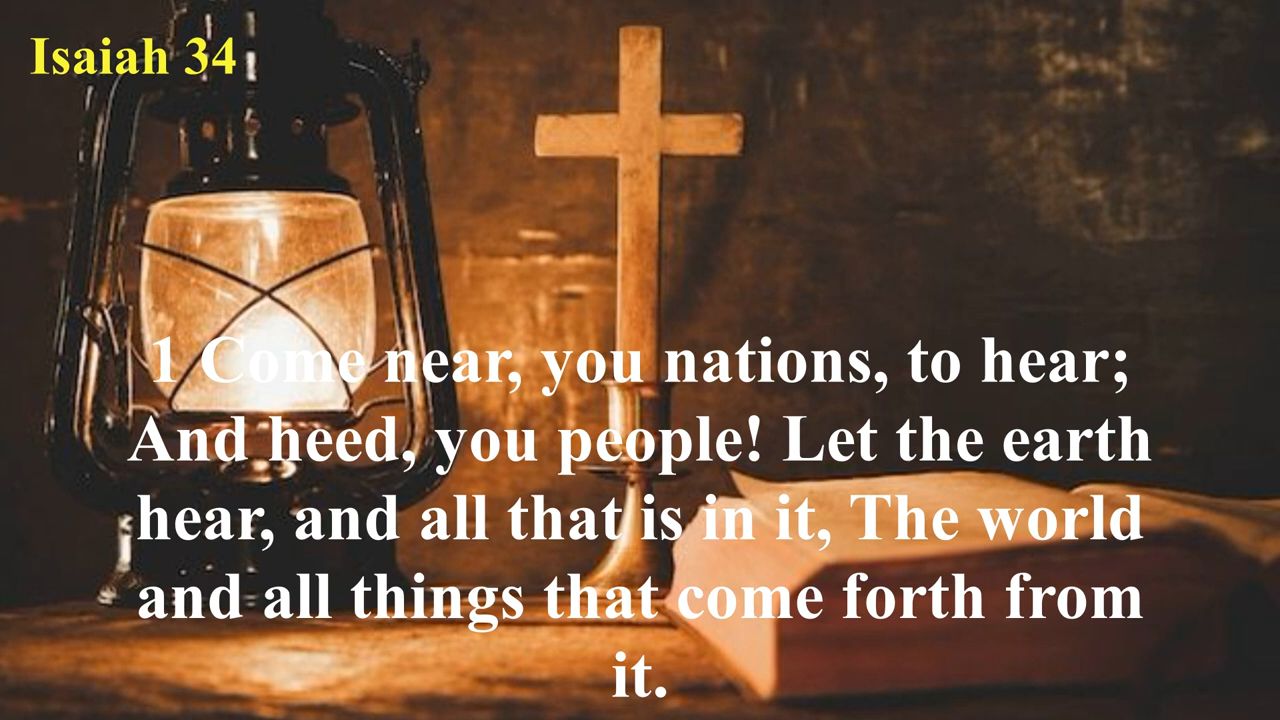 Isaiah 34
1 Come near, you nations, to hear;
And heed, you people! Let the earth
hear, and all that is in it, The world
and all things that come forth from
it.